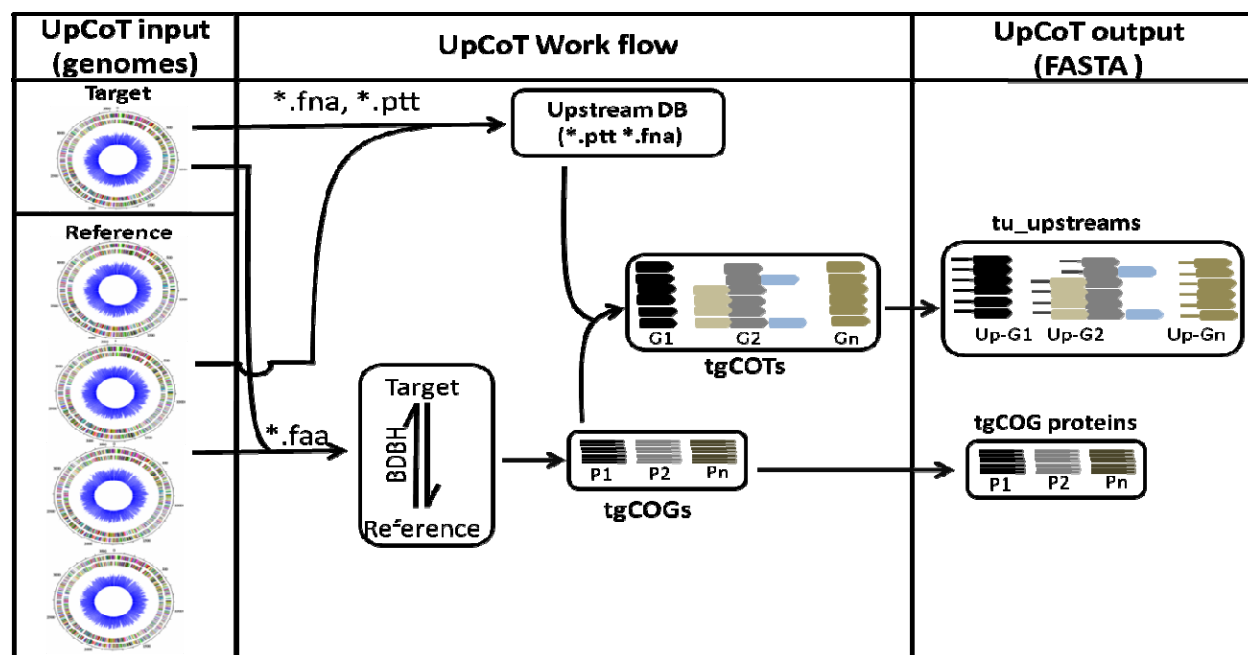 UpCoT input
(genomes)
UpCoT Work flow
UpCoT output
(FASTA )
Target
*.fna, *.ptt
Upstream DB
(*.ptt *.fna)
Reference
tu_upstreams
G1
G2
Gn
tgCOTs
Up-G1
Up-G2
Up-Gn
*.faa
Target
BDBH
Reference
P1
P2
Pn
tgCOGs
tgCOG proteins
P1
P2
Pn